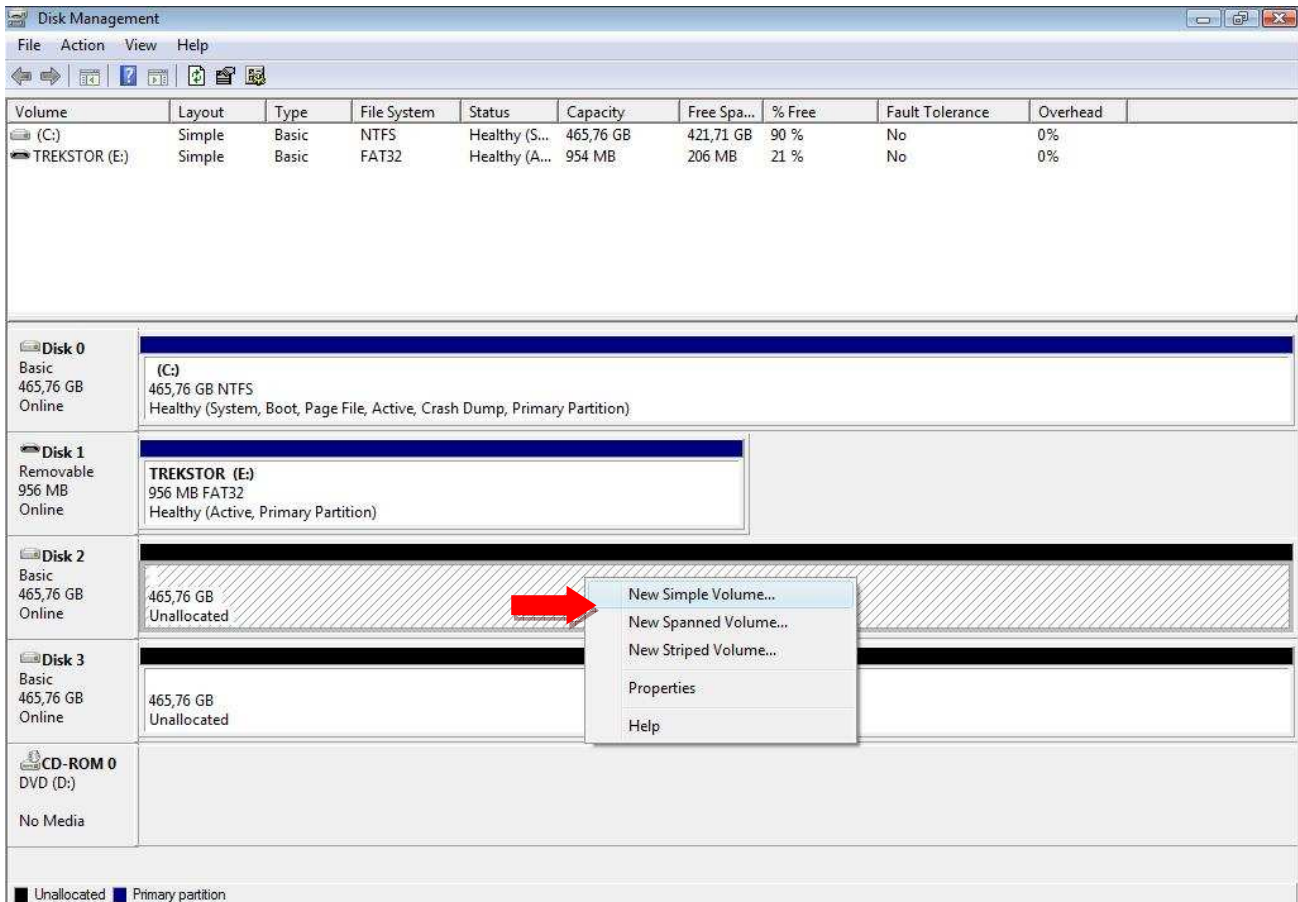 Disk Management
File Action View Help
Volume Layout Type File System Status Capacity Free Spa... % Free Fault Tolerance Overhead
(C:) Simple Basic NTFS Healthy (S... 465,76 GB 421,71 GB 90 % No 0%
TREKSTOR (E:) Simple Basic FAT32 Healthy (A... 954 MB 206 MB 21 % No 0%
Disk 0
Basic
465,76 GB
Online
(C:)
465,76 GB NTFS
Healthy (System, Boot, Page File, Active, Crash Dump, Primary Partition)
Disk 1
Removable
956 MB
Online
TREKSTOR (E:)
956 MB FAT32
Healthy (Active, Primary Partition)
Disk 2
Basic
465,76 GB
Online
465,76 GB
Unallocated
New Simple Volume...
New Spanned Volume...
New Striped Volume...
Properties
Help
Disk 3
Basic
465,76 GB
Online
465,76 GB
Unallocated
CD-ROM 0
DVD (D:)
No Media
Unallocated Primary partition